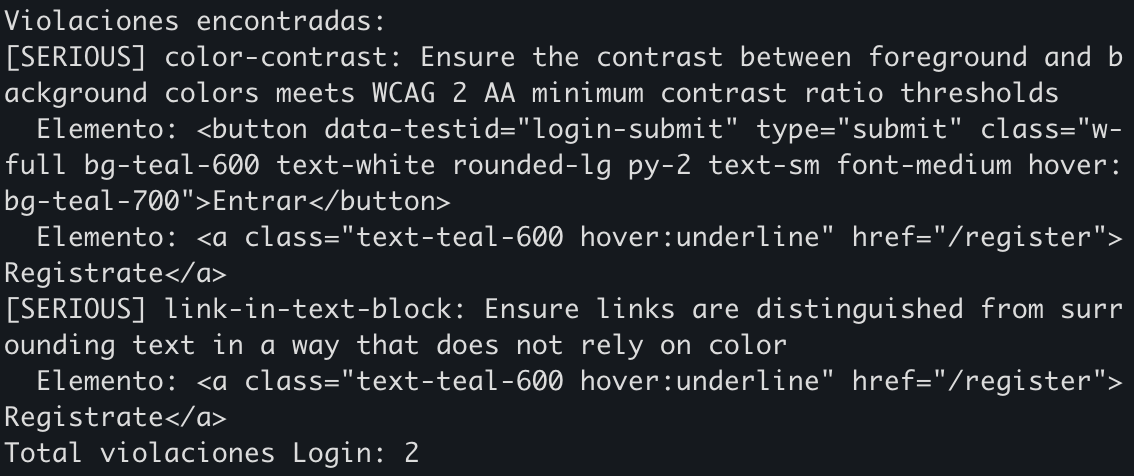 Violaciones encontradas:
[SERIOUS] color-contrast: Ensure the contrast between foreground and b
ackground colors meets WCAG 2 AA minimum contrast ratio thresholds
  Elemento: <button data-testid="login-submit" type="submit" class="w-
full bg-teal-600 text-white rounded-lg py-2 text-sm font-medium hover:
bg-teal-700">Entrar</button>
  Elemento: <a class="text-teal-600 hover:underline" href="/register">
Registrate</a>
[SERIOUS] link-in-text-block: Ensure links are distinguished from surr
ounding text in a way that does not rely on color
  Elemento: <a class="text-teal-600 hover:underline" href="/register">
Registrate</a>
Total violaciones Login: 2